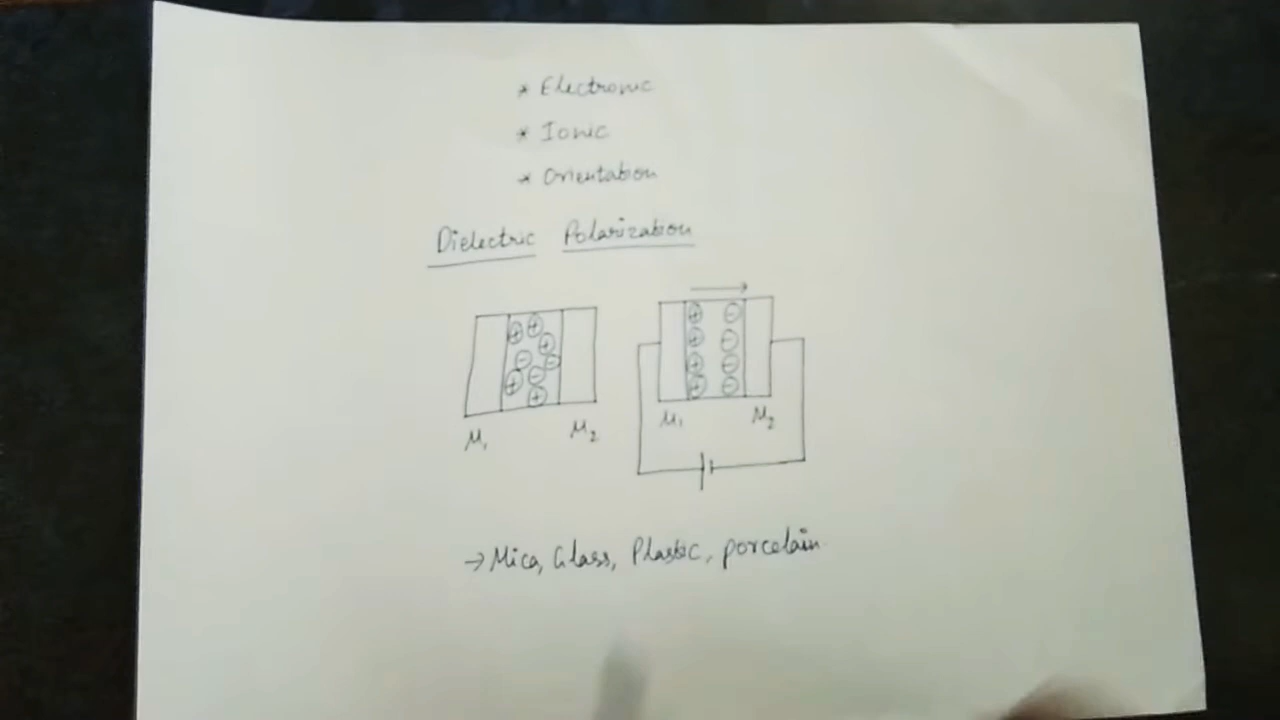 * Electronic
* Ionic
* Orientation
Dielectric Polarization
M₁ M₂ M₁ M₂
→ Mica, Glass, Plastic, porcelain